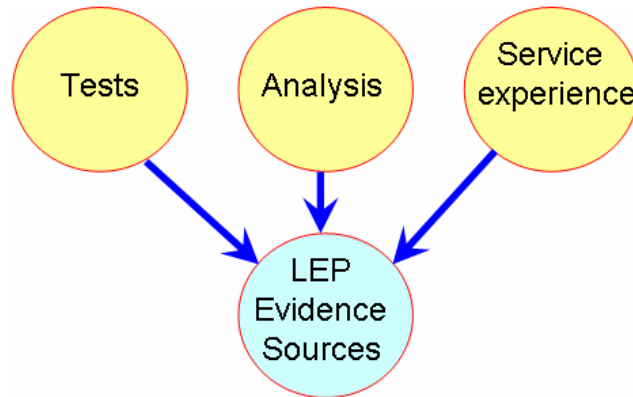 Tests
Analysis
Service
experience
LEP
Evidence
Sources